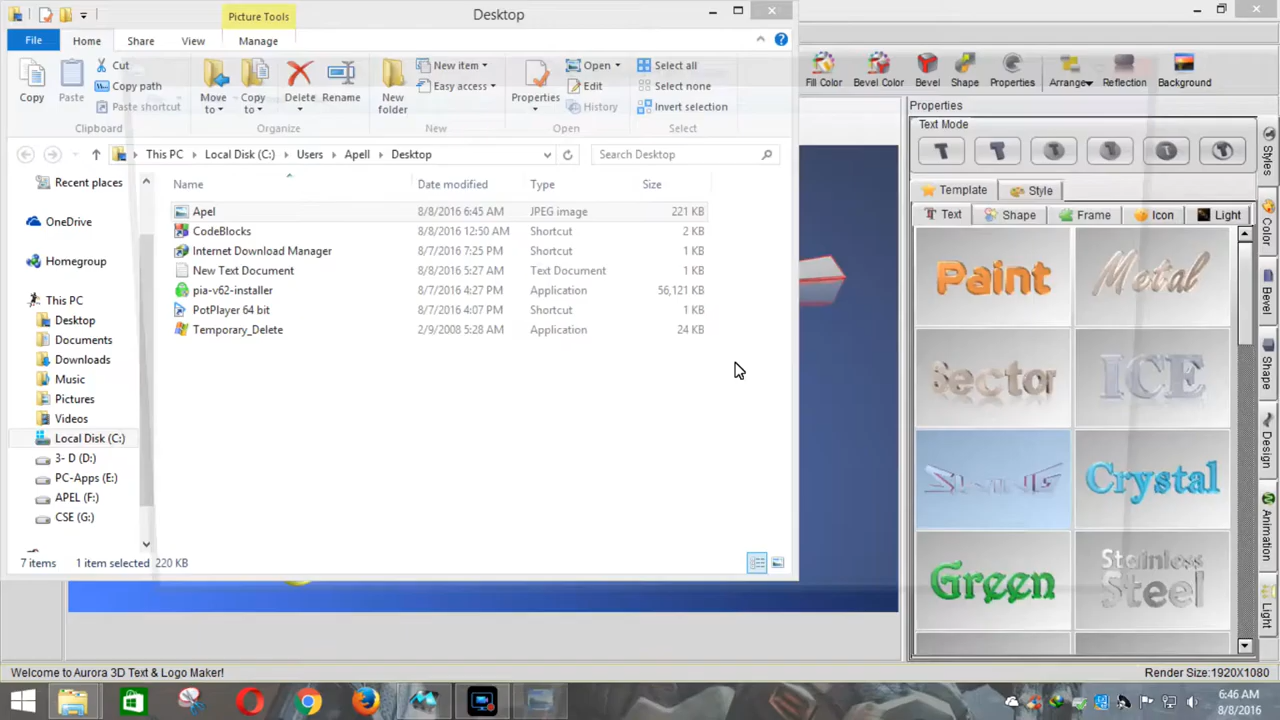 Picture Tools
Desktop
File
Home
Share
View
Manage
Copy
Paste
Cut
Copy path
Paste shortcut
Clipboard
Move to
Copy to
Delete
Rename
Organize
New folder
New item
Easy access
New
Properties
Open
Edit
History
Open
Select all
Select none
Invert selection
Select
This PC
Local Disk (C:)
Users
Apell
Desktop
Search Desktop
Name
Date modified
Type
Size
Apel 8/8/2016 6:45 AM JPEG image 221 KB
CodeBlocks 8/8/2016 12:50 AM Shortcut 2 KB
Internet Download Manager 8/7/2016 7:25 PM Shortcut 1 KB
New Text Document 8/8/2016 5:27 AM Text Document 1 KB
pia-v62-installer 8/7/2016 4:27 PM Application 56,121 KB
PotPlayer 64 bit 8/7/2016 4:07 PM Shortcut 1 KB
Temporary_Delete 2/9/2008 5:28 AM Application 24 KB
Recent places
OneDrive
Homegroup
This PC
Desktop
Documents
Downloads
Music
Pictures
Videos
Local Disk (C:)
3- D (D:)
PC-Apps (E:)
APEL (F:)
CSE (G:)
7 items
1 item selected 220 KB
Fill Color
Bevel Color
Bevel
Shape
Properties
Arrange
Reflection
Background
Properties
Text Mode
Template
Style
Text
Shape
Frame
Icon
Light
Paint
Metal
Sector
ICE
SWING
Crystal
Green
Stainless
Steel
Styles
Color
Bevel
Shape
Design
Animation
Light
Welcome to Aurora 3D Text & Logo Maker!
Render Size:1920X1080
6:46 AM
8/8/2016